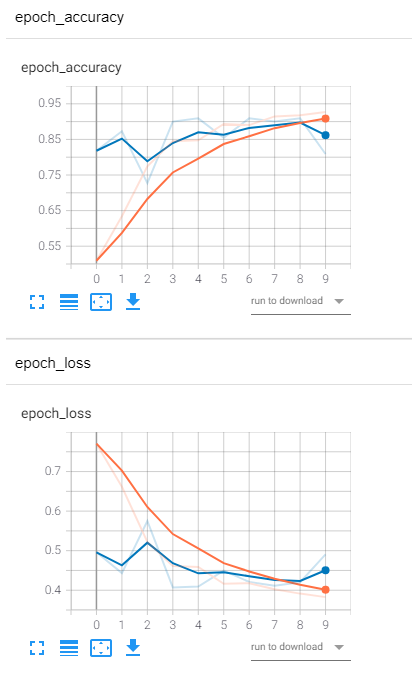 epoch_accuracy
epoch_accuracy
0.95
0.85
0.75
0.65
0.55
0 1 2 3 4 5 6 7 8 9
run to download
epoch_loss
epoch_loss
0.7
0.6
0.5
0.4
0 1 2 3 4 5 6 7 8 9
run to download